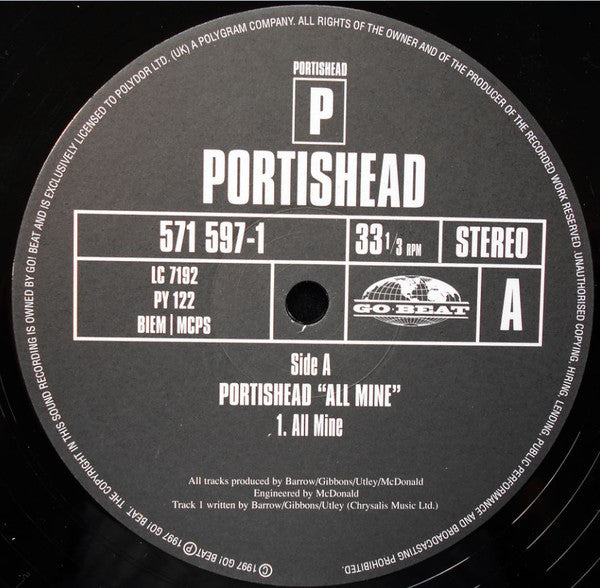 PORTISHEAD
P
PORTISHEAD
571 597-1
33 1/3 RPM
STEREO
LC 7192
PY 122
BIEM | MCPS
GO! BEAT
A
Side A
PORTISHEAD “ALL MINE”
1. All Mine
All tracks produced by Barrow/Gibbons/Utley/McDonald
Engineered by McDonald
Track 1 written by Barrow/Gibbons/Utley (Chrysalis Music Ltd.)
Ⓒ1997 GO! BEAT Ⓟ1997 GO! BEAT. THE COPYRIGHT IN THIS SOUND RECORDING IS OWNED BY GO! BEAT AND IS EXCLUSIVELY LICENSED TO POLYDOR LTD. (UK) A POLYGRAM COMPANY. ALL RIGHTS OF THE OWNER AND OF THE PRODUCER OF THE RECORDED WORK RESERVED .UNAUTHORISED COPYING, HIRING, LENDING, PUBLIC PERFORMANCE AND BROADCASTING PROHIBITED.